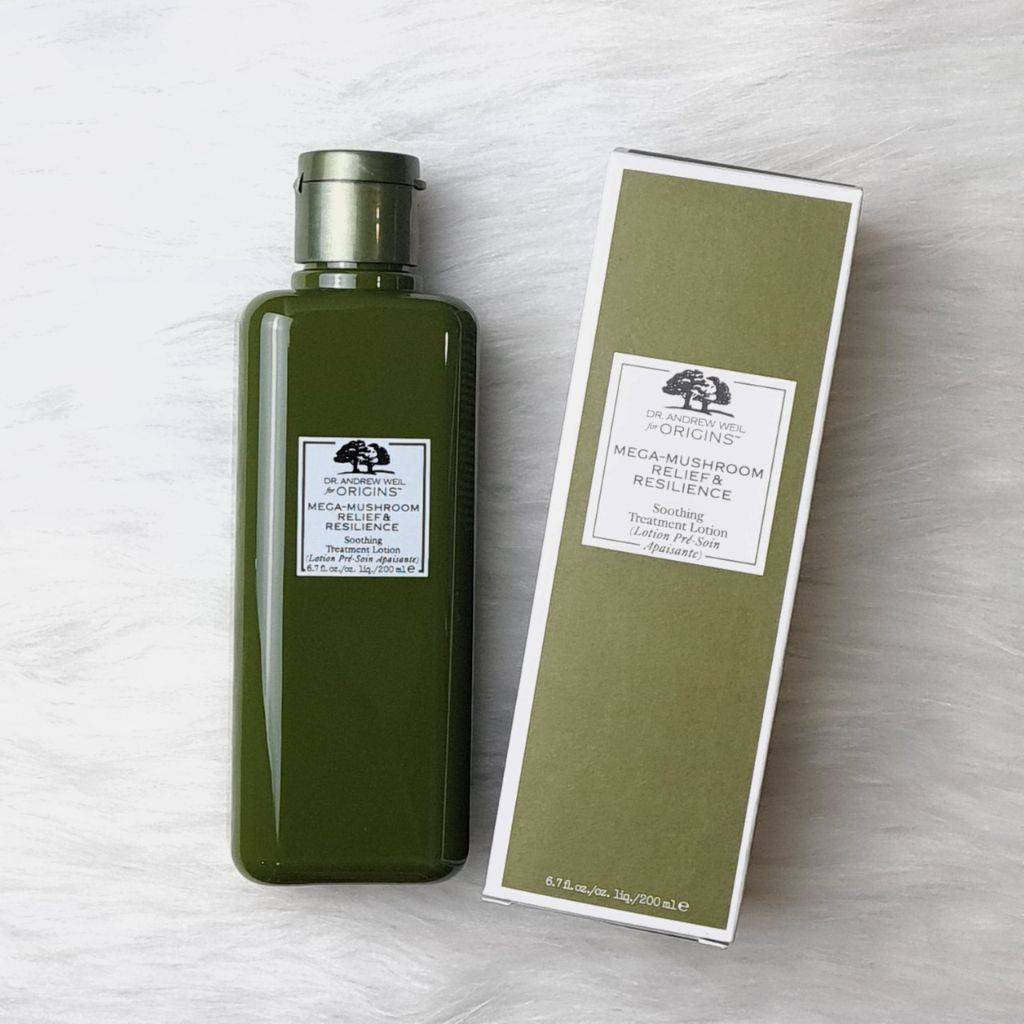 DR. ANDREW WEIL
for ORIGINS™
MEGA-MUSHROOM
RELIEF &
RESILIENCE
Soothing
Treatment Lotion
(Lotion Pré-Soin Apaisante)
6.7 fl. oz./oz. liq./200 ml ℮
DR. ANDREW WEIL
for ORIGINS™
MEGA-MUSHROOM
RELIEF &
RESILIENCE
Soothing
Treatment Lotion
(Lotion Pré-Soin
Apaisante)
6.7 fl. oz./oz. liq./200 ml ℮